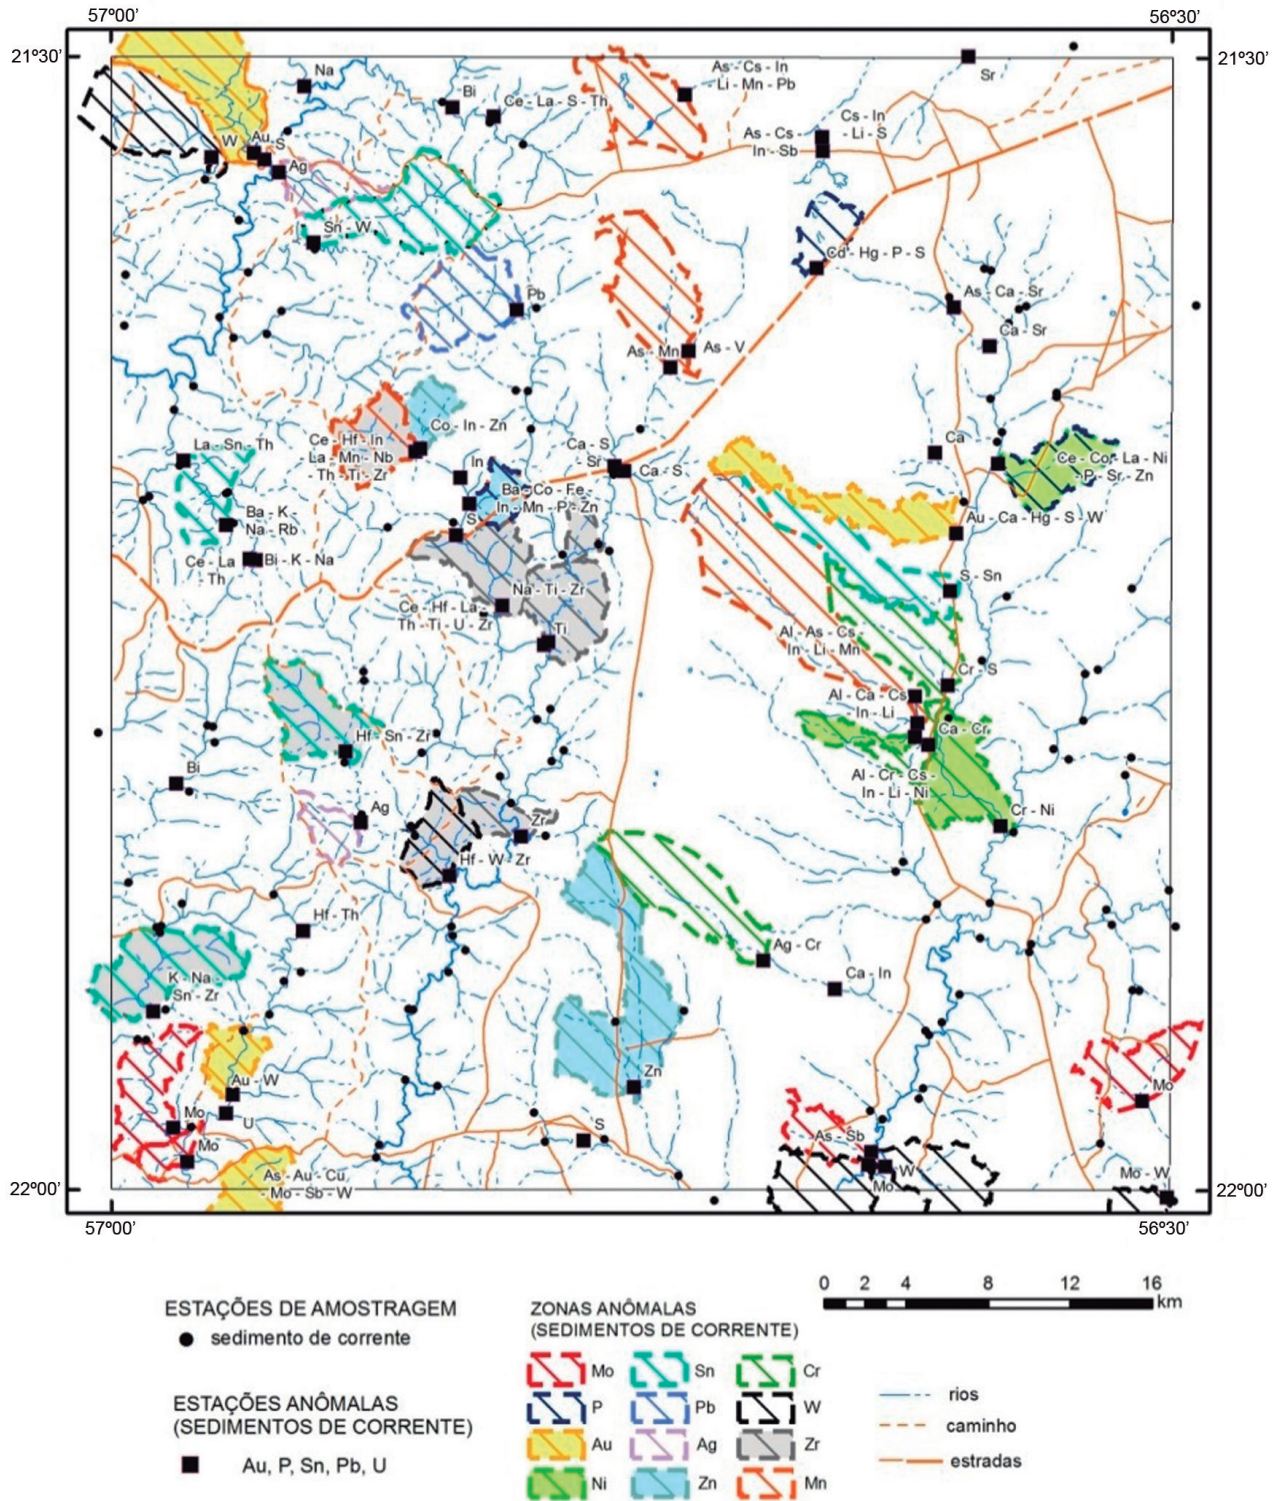 57º00'
56º30'
21º30'
21º30'
Na
Bi
Ce - La - S - Th
As - Cs - In
Li - Mn - Pb
Sr
Cs - In
- Li - S
As - Cs -
In - Sb
W
Au
S
Ag
Sn - W
Cd - Hg - P - S
Pb
As - Ca - Sr
Ca - Sr
As - Mn
As - V
Co - In - Zn
Ce - Hf - In
La - Mn - Nb
Th - Ti - Zr
La - Sn - Th
Ca - S
Sr
Ca - S
Ca
Ce - Co - La - Ni
- P - Sr - Zn
In
Ba - Co - Fe -
In - Mn - P - Zn
S
Ba - K -
Na - Rb
Au - Ca - Hg - S - W
Ce - La
- Th
Bi - K - Na
S - Sn
Na - Ti - Zr
Ce - Hf - La -
Th - Ti - U - Zr
Ti
Al - As - Cs -
In - Li - Mn
Cr - S
Al - Ca - Cs
In - Li
Ca - Cr
Hf - Sn - Zr
Bi
Al - Cr - Cs -
In - Li - Ni
Cr - Ni
Ag
Zr
Hf - W - Zr
Hf - Th
Ag - Cr
Ca - In
K - Na -
Sn - Zr
Au - W
Zn
Mo
Mo
U
Mo
S
As - Sb
W
Mo
Mo - W
As - Au - Cu
- Mo - Sb - W
22º00'
22º00'
57º00'
56º30'
ESTAÇÕES DE AMOSTRAGEM
sedimento de corrente
ESTAÇÕES ANÔMALAS
(SEDIMENTOS DE CORRENTE)
Au, P, Sn, Pb, U
ZONAS ANÔMALAS
(SEDIMENTOS DE CORRENTE)
Mo Sn Cr
P Pb W
Au Ag Zr
Ni Zn Mn
0 2 4 8 12 16
km
rios
caminho
estradas